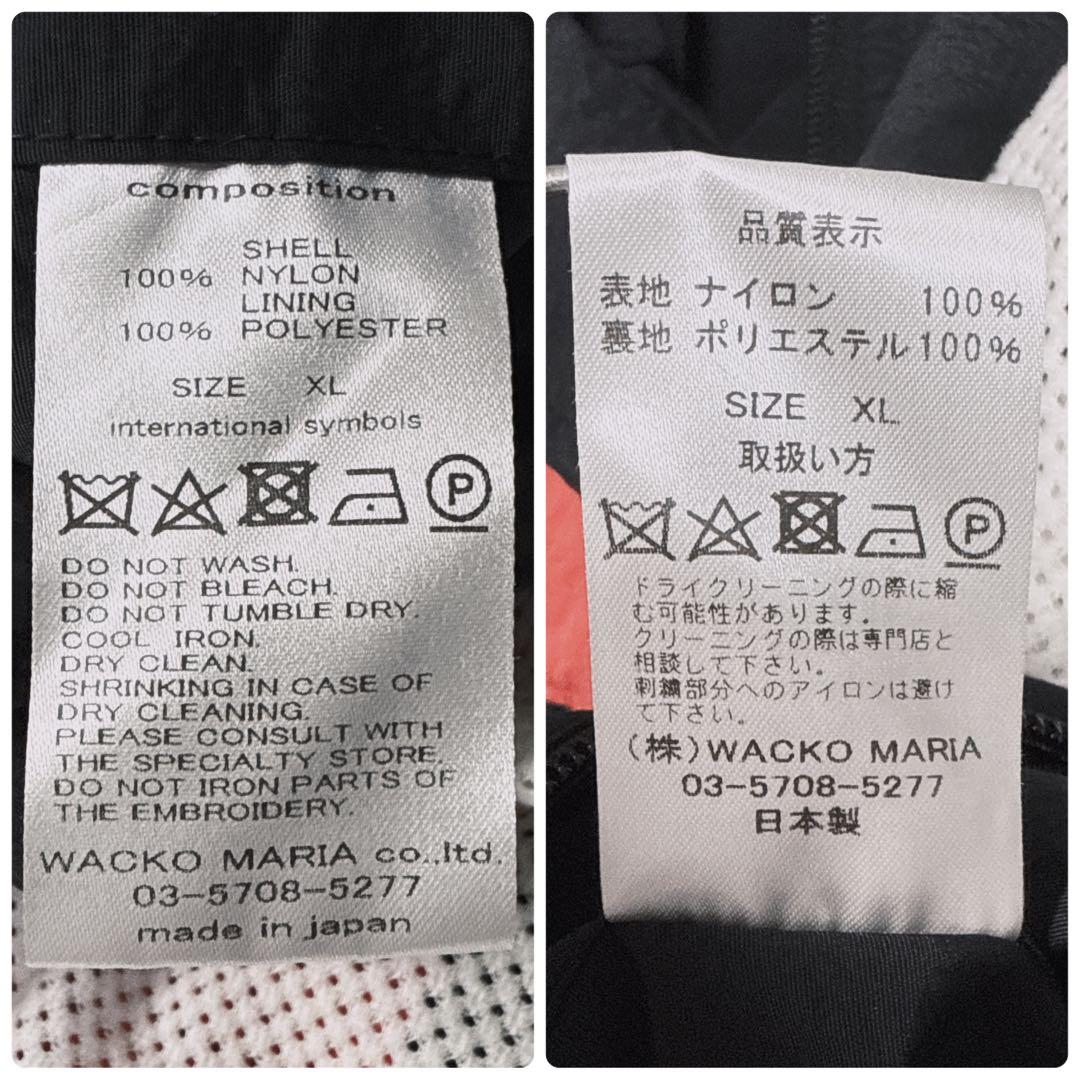 composition
SHELL
100% NYLON
LINING
100% POLYESTER
SIZE XL
international symbols
P
DO NOT WASH.
DO NOT BLEACH.
DO NOT TUMBLE DRY.
COOL IRON.
DRY CLEAN.
SHRINKING IN CASE OF
DRY CLEANING.
PLEASE CONSULT WITH
THE SPECIALTY STORE.
DO NOT IRON PARTS OF
THE EMBROIDERY.
WACKO MARIA co.,ltd.
03-5708-5277
made in japan
品質表示
表地 ナイロン 100%
裏地 ポリエステル 100%
SIZE XL
取扱い方
P
ドライクリーニングの際に縮
む可能性があります。
クリーニングの際は専門店と
相談して下さい。
刺繍部分へのアイロンは避け
て下さい。
(株)WACKO MARIA
03-5708-5277
日本製